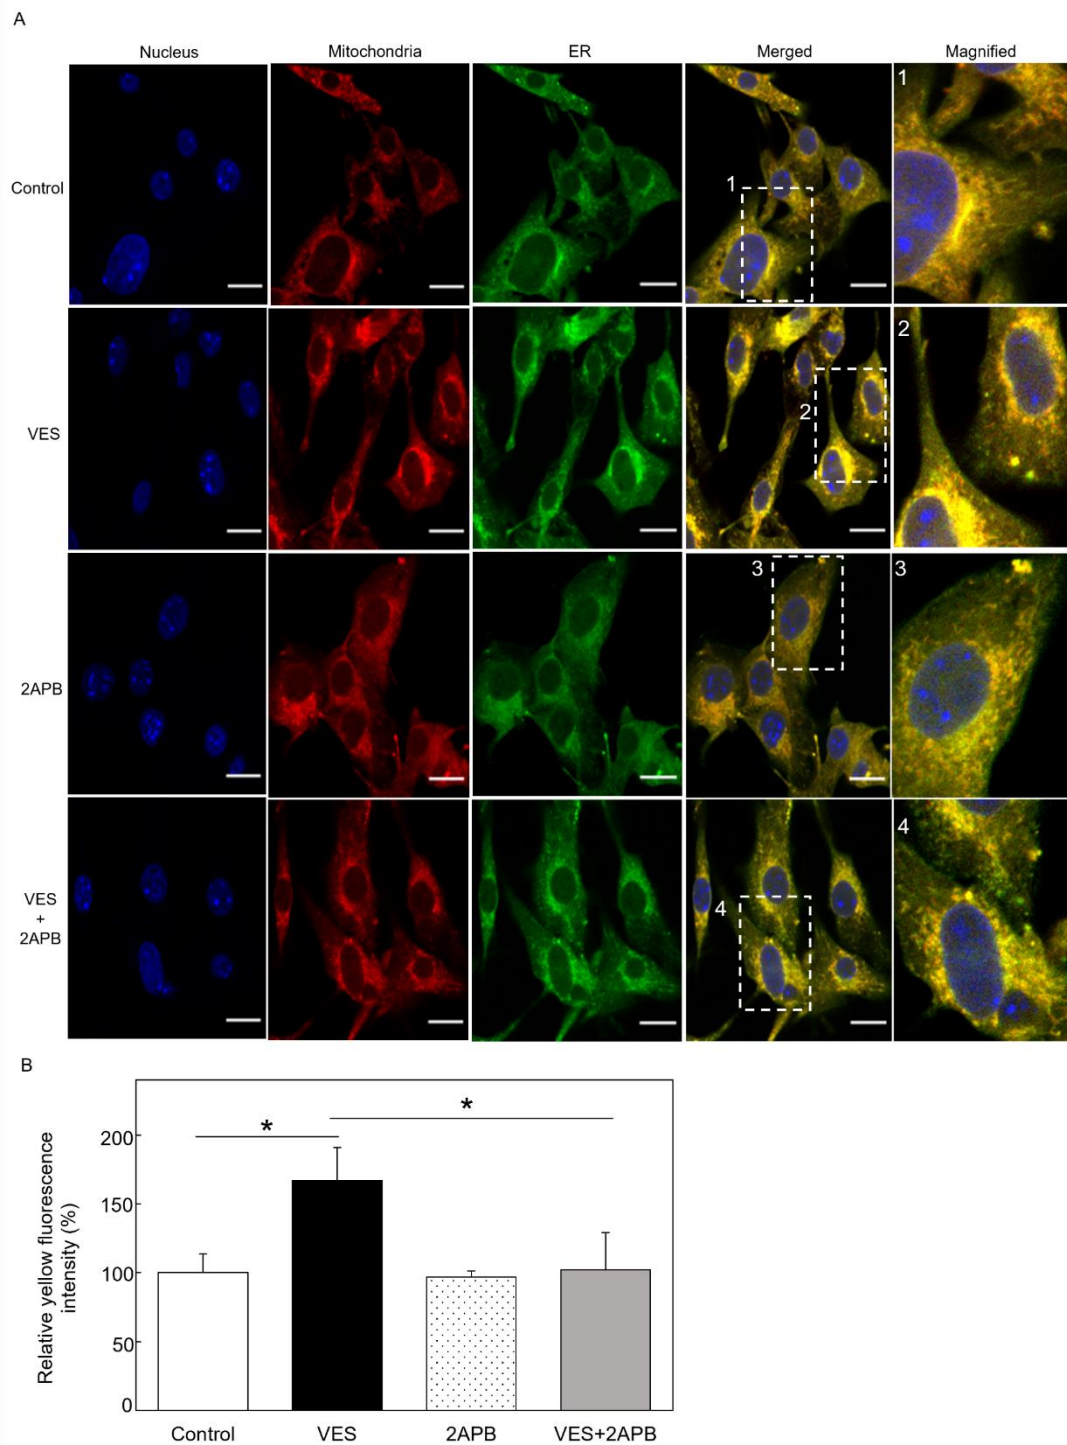 A
Nucleus Mitochondria ER Merged Magnified
1
Control
1
2
VES
2
3
3
2APB
4
VES
+
2APB
4
B
*
*
Relative yellow fluorescence
intensity (%)
200
150
100
50
0
Control VES 2APB VES+2APB